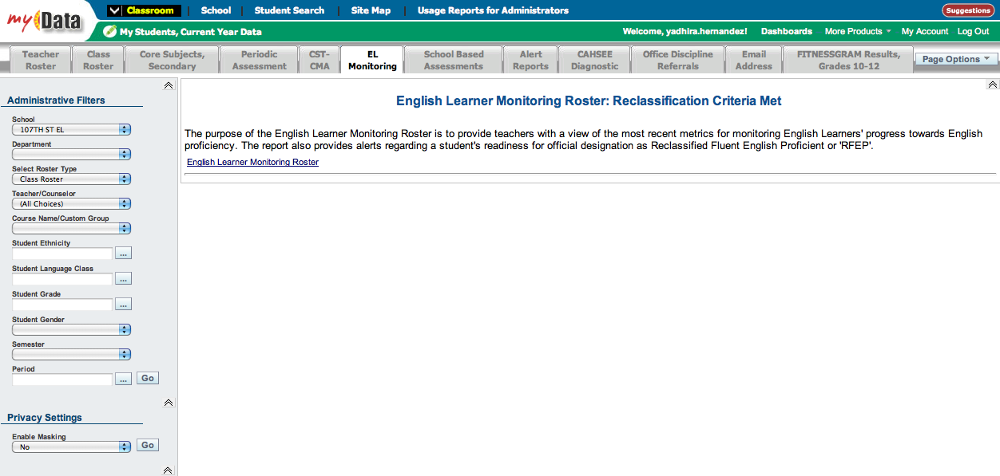 myData
Classroom | School | Student Search | Site Map | Usage Reports for Administrators
Suggestions
My Students, Current Year Data
Welcome, yadhira.hernandez! Dashboards More Products My Account Log Out
Teacher Roster
Class Roster
Core Subjects, Secondary
Periodic Assessment
CST-CMA
EL Monitoring
School Based Assessments
Alert Reports
CAHSEE Diagnostic
Office Discipline Referrals
Email Address
FITNESSGRAM Results, Grades 10-12
Page Options
Administrative Filters
School
107TH ST EL
Department
Select Roster Type
Class Roster
Teacher/Counselor
(All Choices)
Course Name/Custom Group
Student Ethnicity
...
Student Language Class
...
Student Grade
...
Student Gender
Semester
Period
... Go
Privacy Settings
Enable Masking
No Go
English Learner Monitoring Roster: Reclassification Criteria Met
The purpose of the English Learner Monitoring Roster is to provide teachers with a view of the most recent metrics for monitoring English Learners' progress towards English
proficiency. The report also provides alerts regarding a student's readiness for official designation as Reclassified Fluent English Proficient or 'RFEP'.
English Learner Monitoring Roster